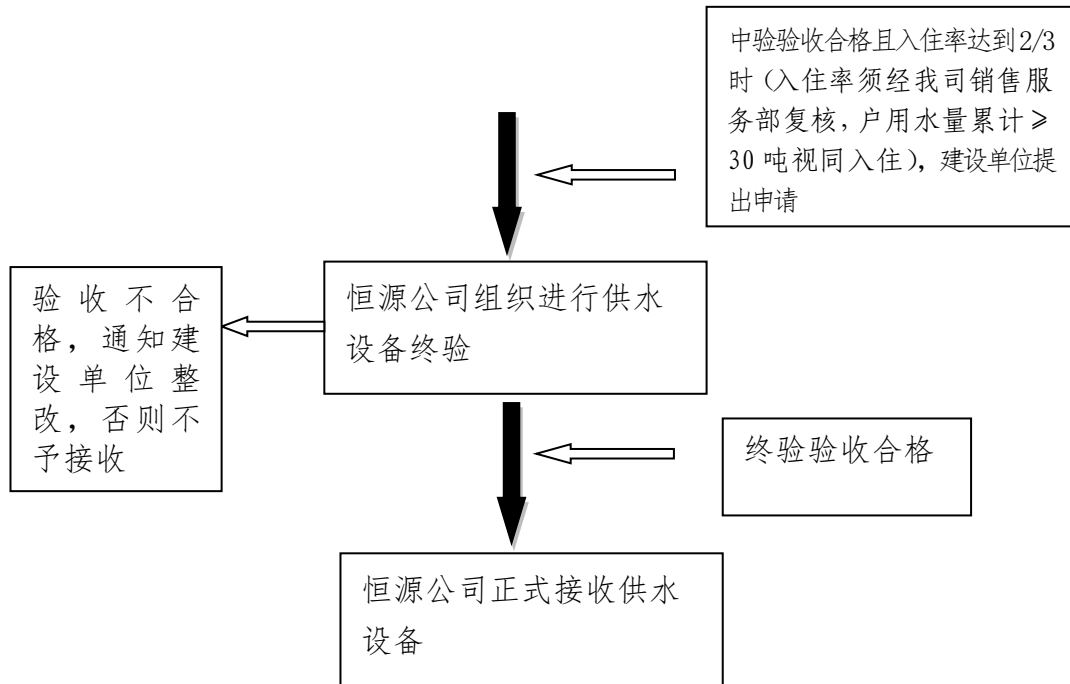 中验验收合格且入住率达到2/3
时（入住率须经我司销售服
务部复核，户用水量累计≥
30吨视同入住），建设单位提
出申请
恒源公司组织进行供水
设备终验
验收不合
格，通知建
设单位整
改，否则不
予接收
终验验收合格
恒源公司正式接收供水
设备